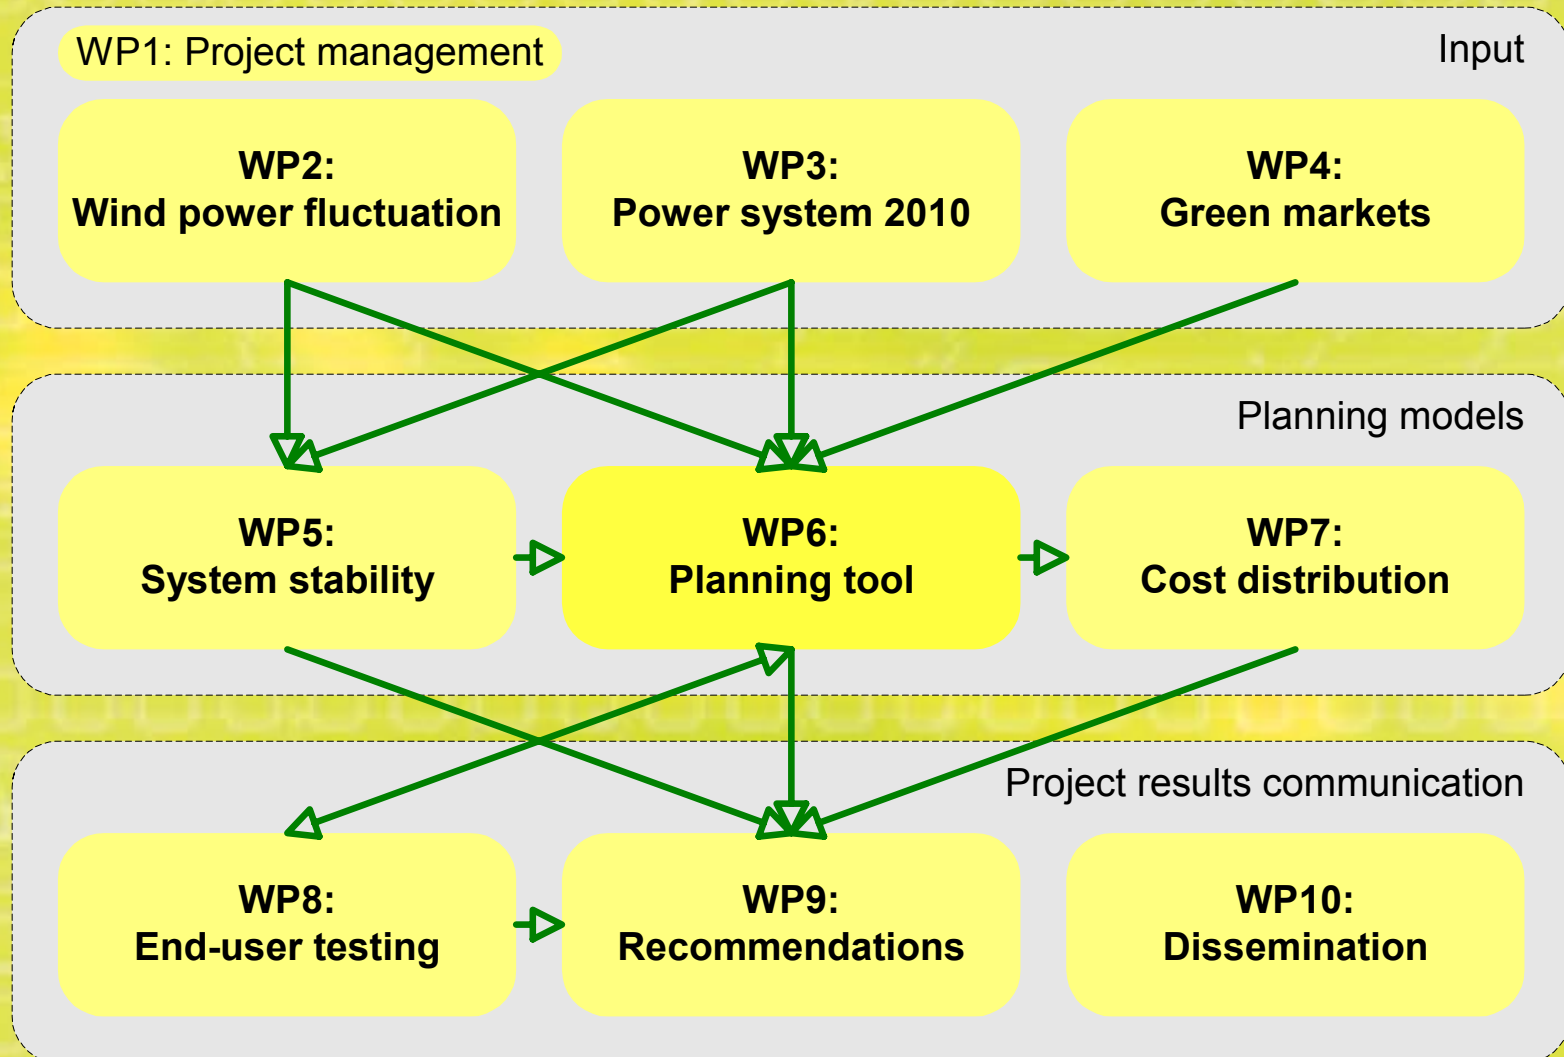 WP1: Project management
Input
WP2:
Wind power fluctuation
WP3:
Power system 2010
WP4:
Green markets
Planning models
WP5:
System stability
WP6:
Planning tool
WP7:
Cost distribution
Project results communication
WP8:
End-user testing
WP9:
Recommendations
WP10:
Dissemination